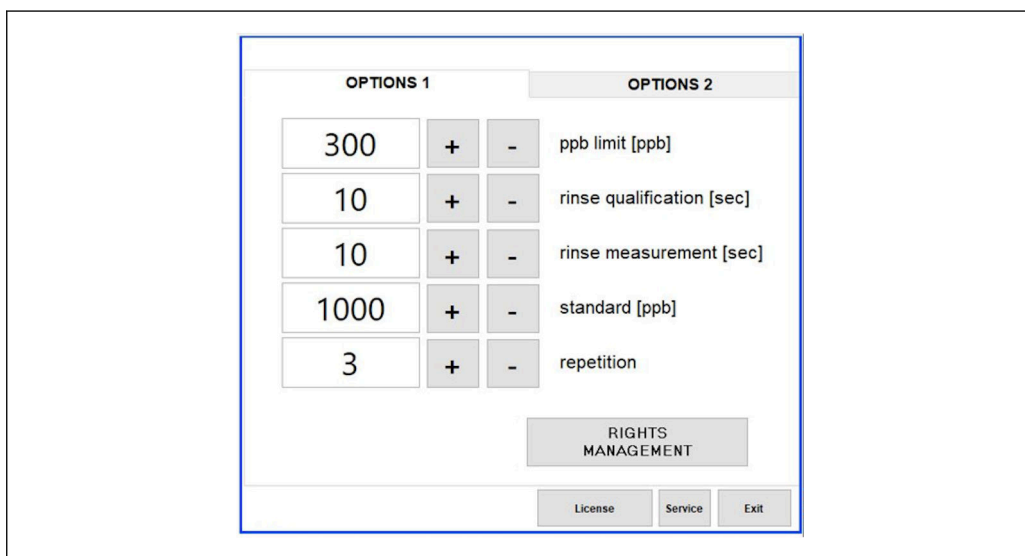 OPTIONS 1 OPTIONS 2
300 + - ppb limit [ppb]
10 + - rinse qualification [sec]
10 + - rinse measurement [sec]
1000 + - standard [ppb]
3 + - repetition
RIGHTS
MANAGEMENT
License Service Exit